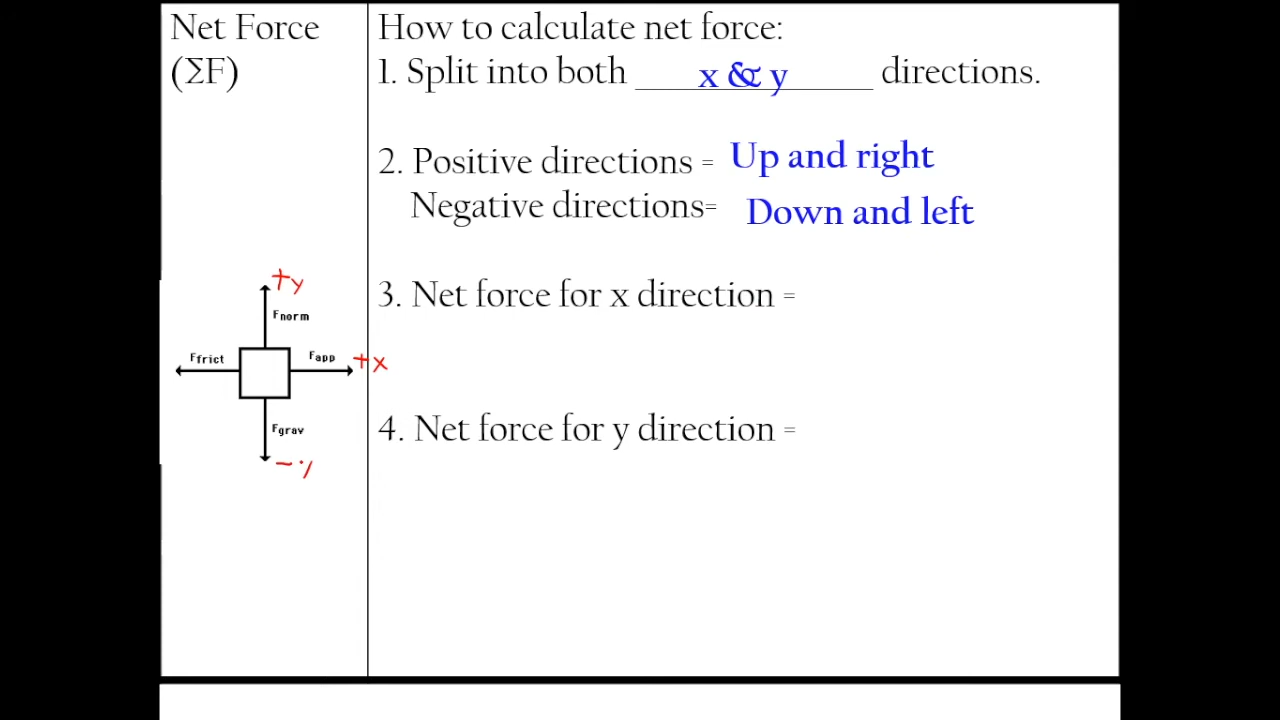 Net Force
(ΣF)
How to calculate net force:
1. Split into both x & y directions.
2. Positive directions = Up and right
Negative directions= Down and left
3. Net force for x direction =
4. Net force for y direction =
+y
Fnorm
Ffrict
Fapp
+x
Fgrav